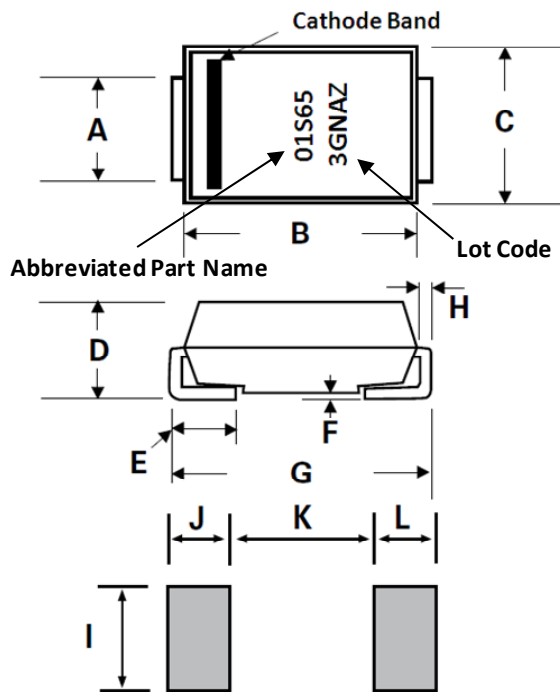 Cathode Band
A
01S65
3GNAZ
C
B
Abbreviated Part Name
Lot Code
D
H
E
F
G
J
K
L
I